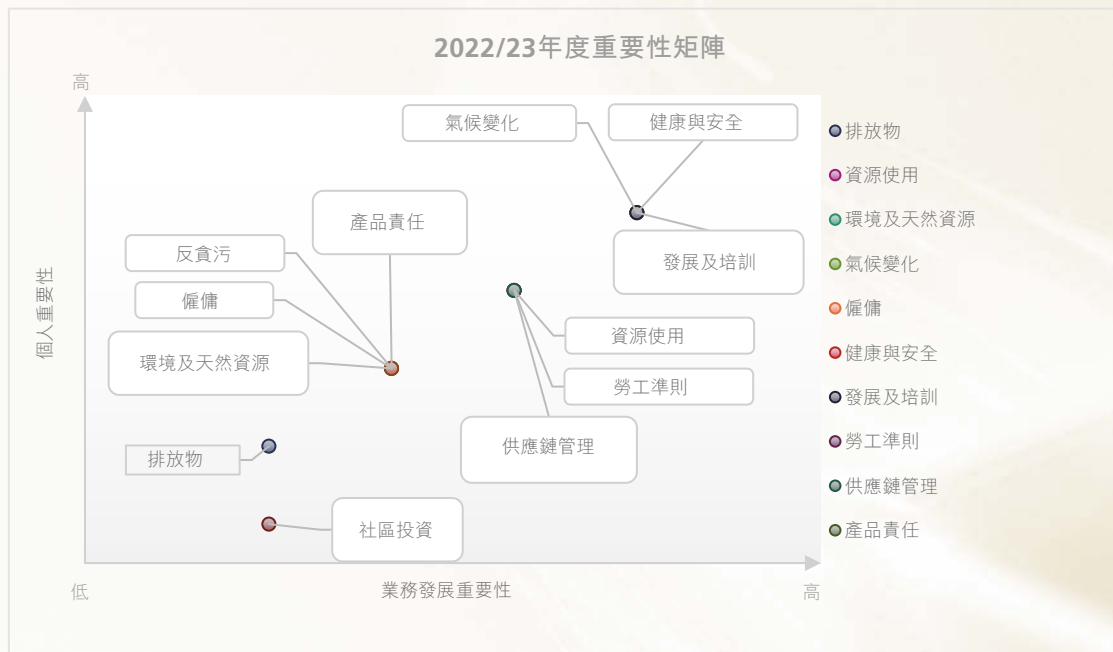 2022/23年度重要性矩陣
高
氣候變化
健康與安全
產品責任
反貪污
僱傭
環境及天然資源
發展及培訓
資源使用
勞工準則
供應鏈管理
排放物
社區投資
個人重要性
低
業務發展重要性
高
排放物
資源使用
環境及天然資源
氣候變化
僱傭
健康與安全
發展及培訓
勞工準則
供應鏈管理
產品責任